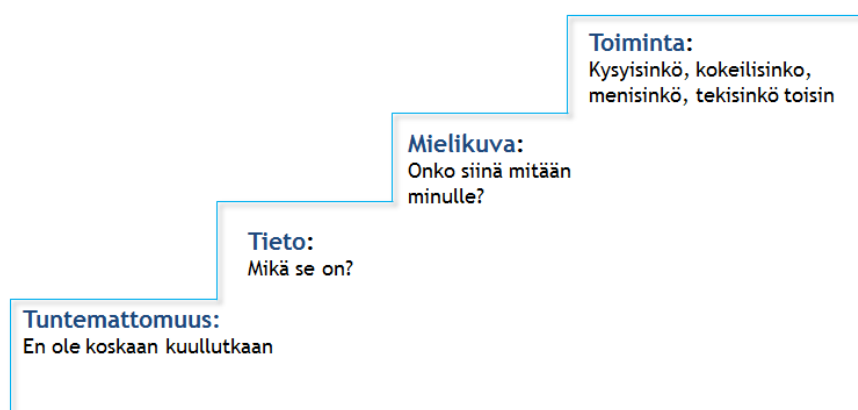 Toiminta:
Kysyisinkö, kokeilisinko,
menisinkö, tekisinkö toisin
Mielikuva:
Onko siinä mitään
minulle?
Tieto:
Mikä se on?
Tuntemattomuus:
En ole koskaan kuullutkaan